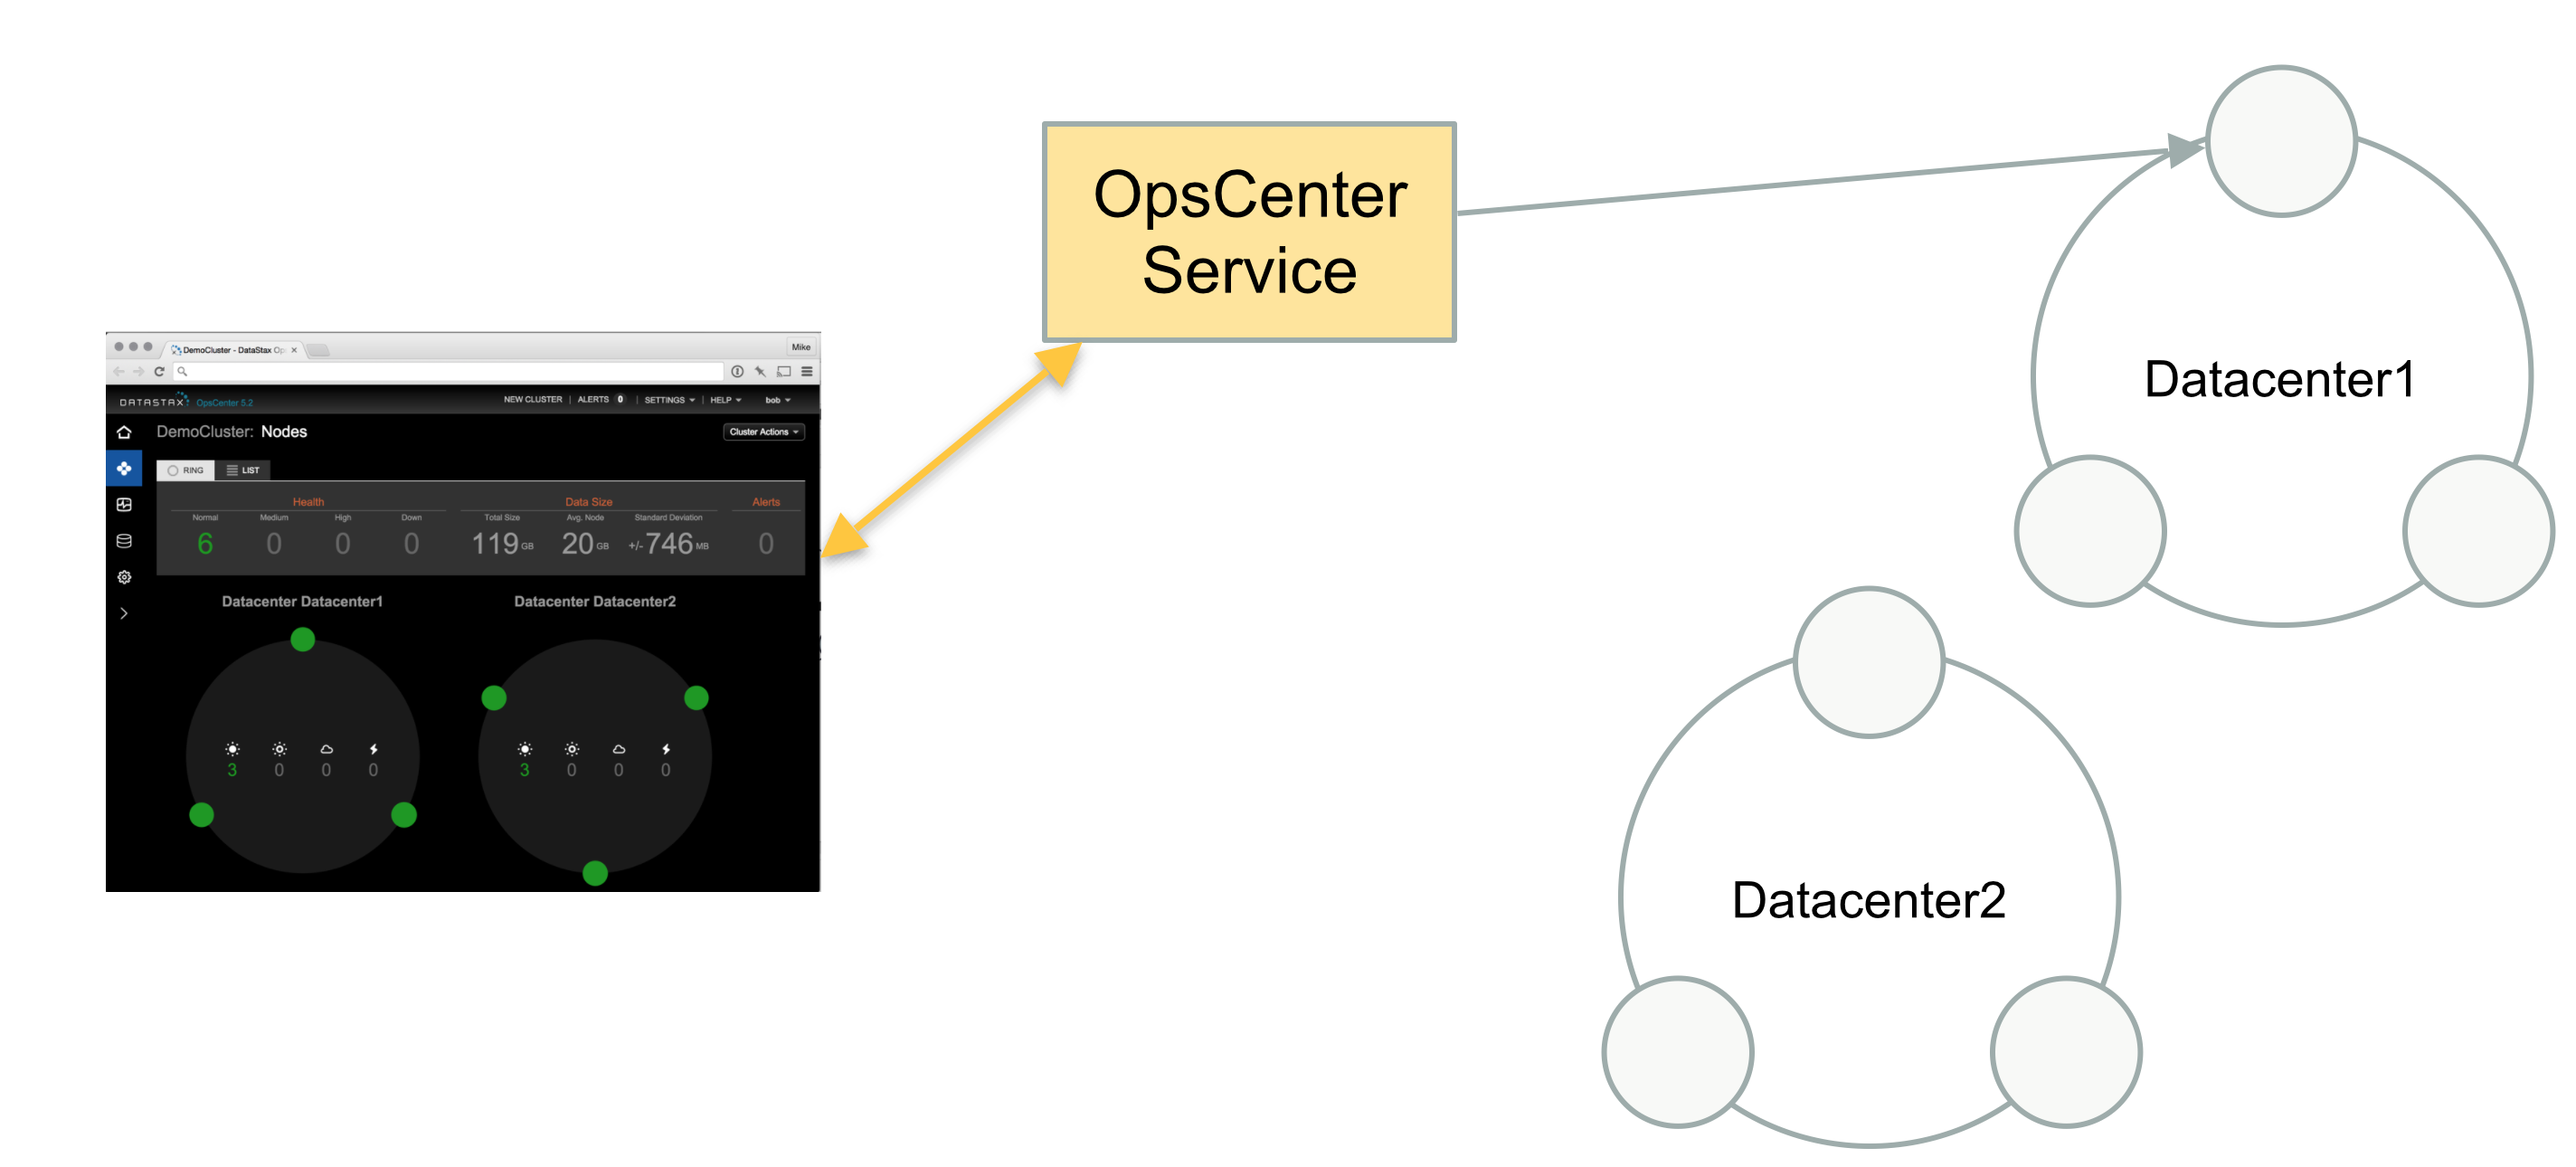 OpsCenter
Service
Datacenter1
Datacenter2
DemoCluster - DataStax Op
Mike
DATASTAX OpsCenter 5.2
NEW CLUSTER | ALERTS 0 | SETTINGS | HELP bob
DemoCluster: Nodes
Cluster Actions
RING LIST
Health Data Size Alerts
Normal Medium High Down Total Size Avg. Node Standard Deviation
6 0 0 0 119 GB 20 GB +/- 746 MB 0
Datacenter Datacenter1 Datacenter Datacenter2
3 0 0 0 3 0 0 0